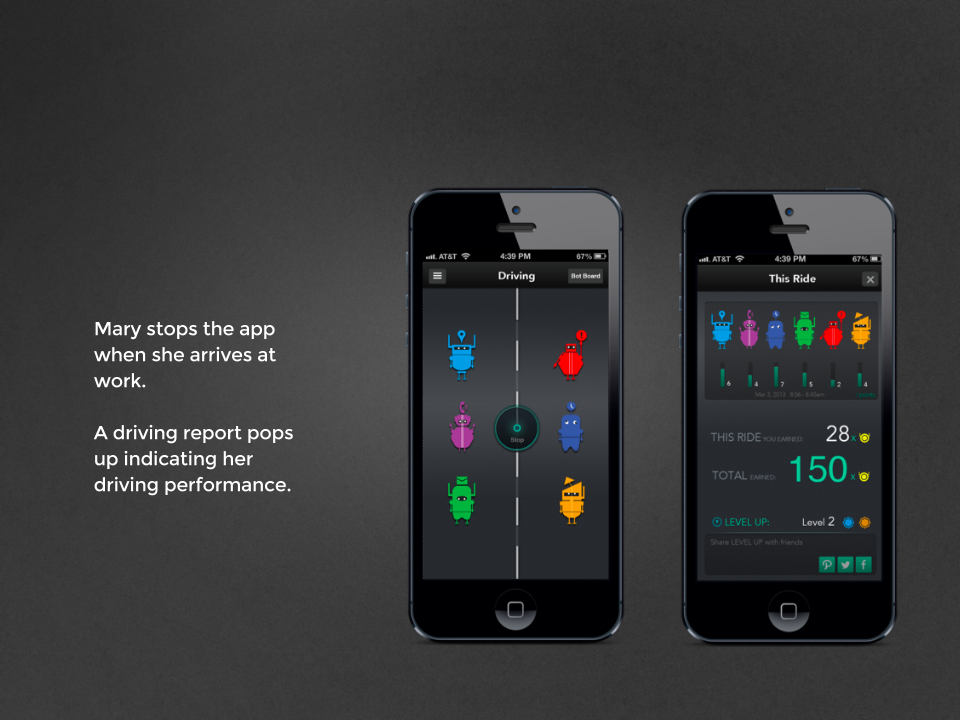 Mary stops the app
when she arrives at
work.
A driving report pops
up indicating her
driving performance.
AT&T 4:39 PM 67%
Driving
Bot Board
Stop
AT&T 4:39 PM 67%
This Ride
6 4 7 5 2 4
Mar 3, 2013 8:06 - 8:40am
THIS RIDE YOU EARNED: 28 x
TOTAL EARNED: 150 x
LEVEL UP: Level 2
Share LEVEL UP with friends